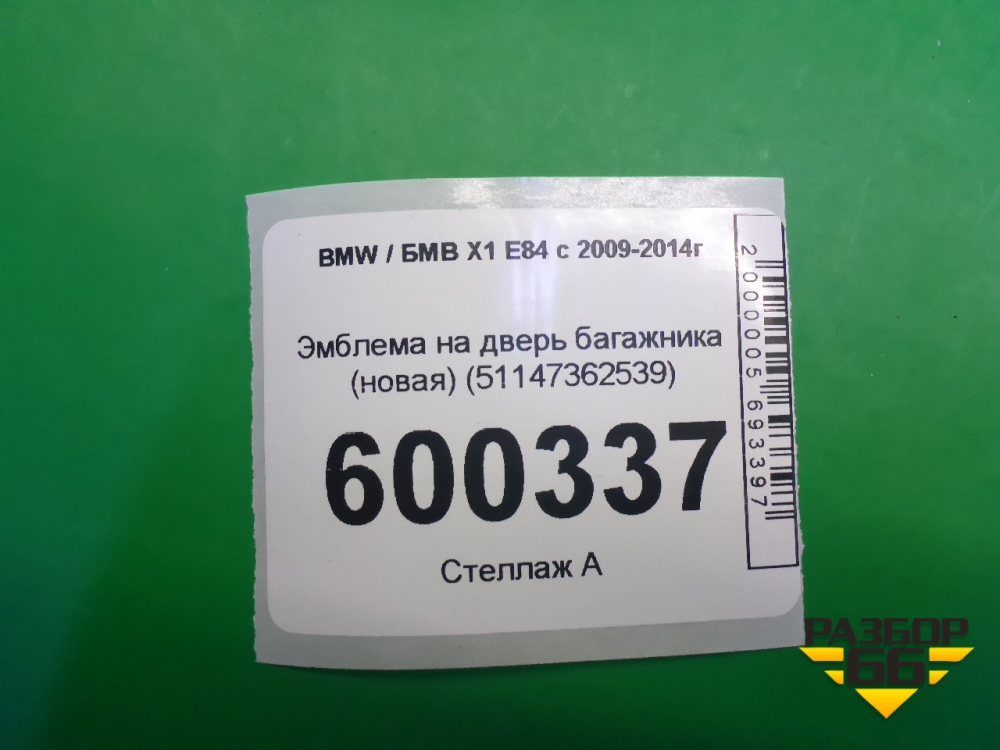 BMW / БМВ X1 E84 с 2009-2014г
Эмблема на дверь багажника
(новая) (51147362539)
600337
Стеллаж А
2000005693397
РАЗБОР
66